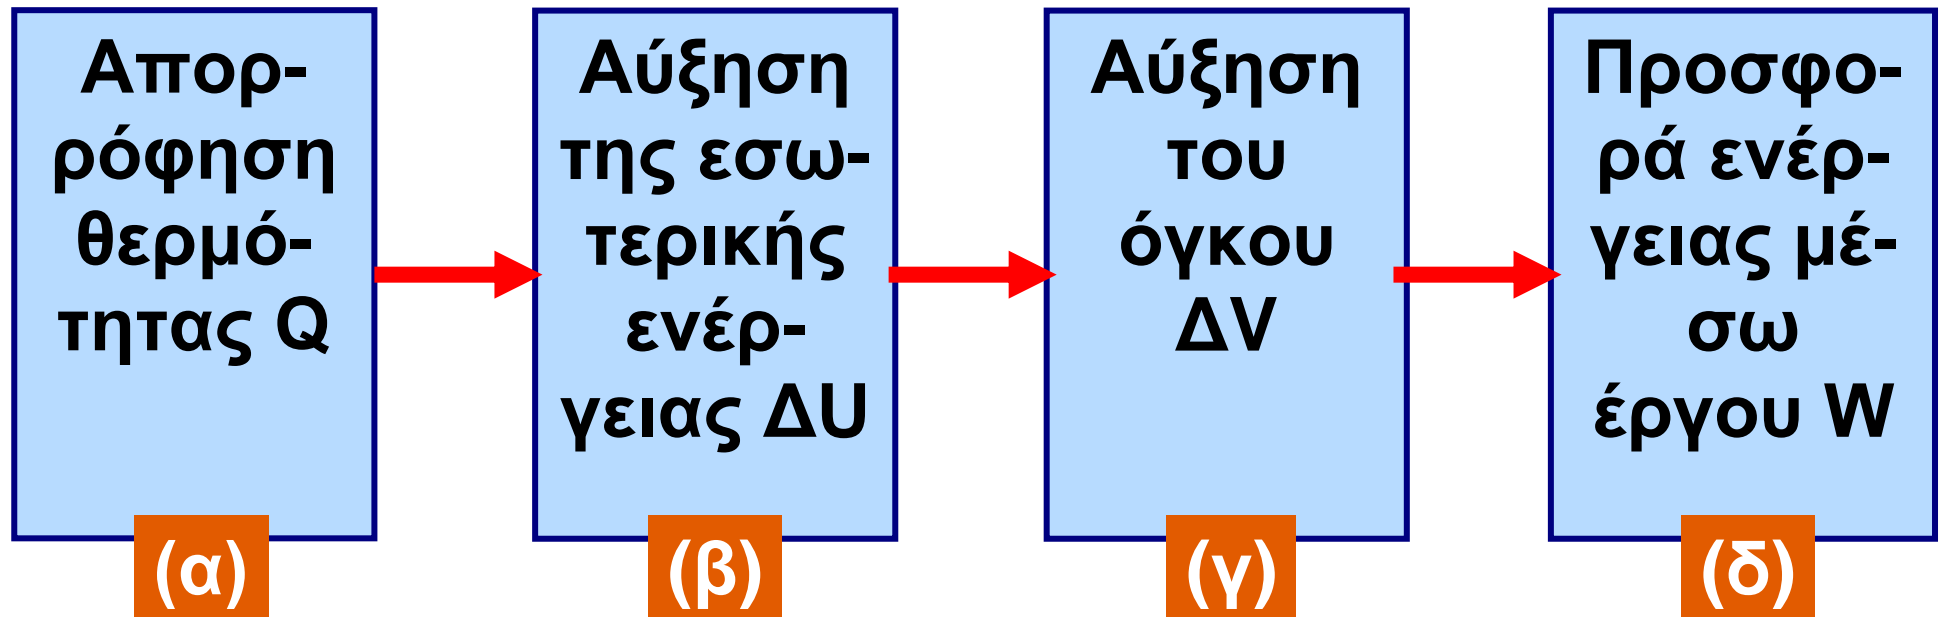 Απορ-
ρόφηση
θερμό-
τητας Q
(α)
Αύξηση
της εσω-
τερικής
ενέρ-
γειας ΔU
(β)
Αύξηση
του
όγκου
ΔV
(γ)
Προσφο-
ρά ενέρ-
γειας μέ-
σω
έργου W
(δ)